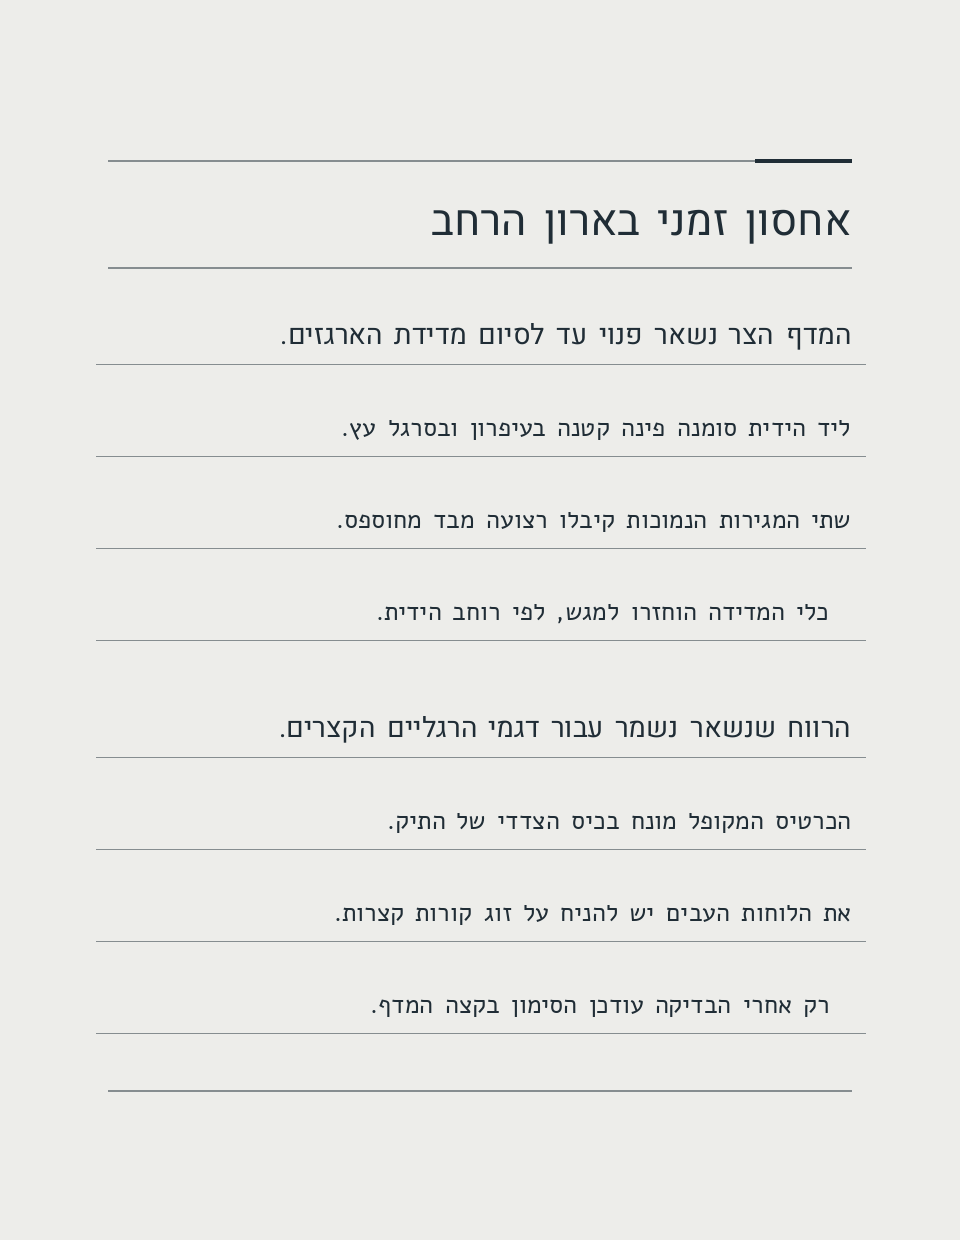 אחסון זמני בארון הרחב
המדף הצר נשאר פנוי עד לסיום מדידת הארגזים.
ליד הידית סומנה פינה קטנה בעיפרון ובסרגל עץ.
שתי המגירות הנמוכות קיבלו רצועה מבד מחוספס.
כלי המדידה הוחזרו למגש, לפי רוחב הידית.
הרווח שנשאר נשמר עבור דגמי הרגליים הקצרים.
הכרטיס המקופל מונח בכיס הצדדי של התיק.
את הלוחות העבים יש להניח על זוג קורות קצרות.
רק אחרי הבדיקה עודכן הסימון בקצה המדף.